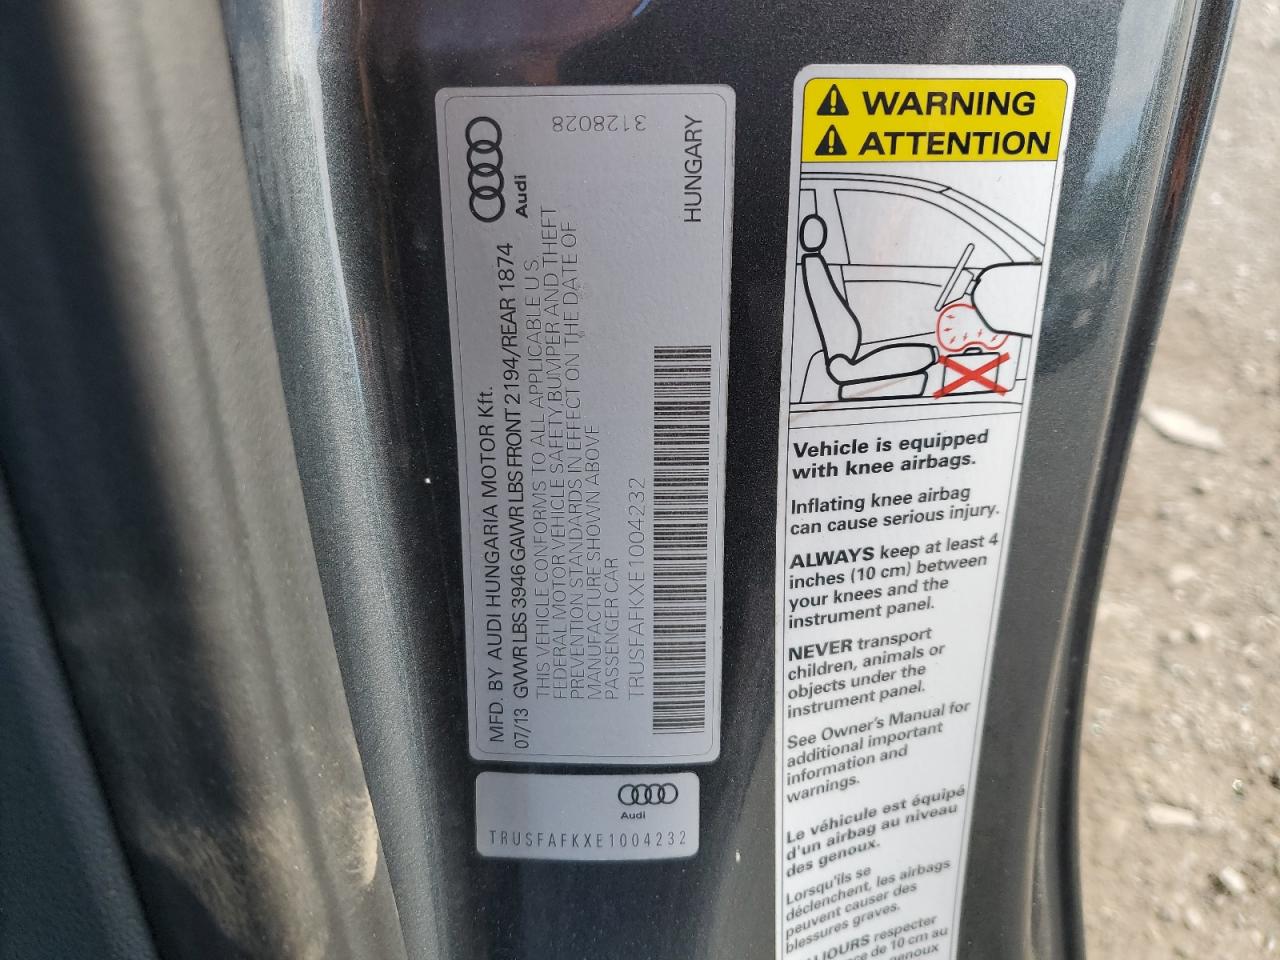 Audi
3128028
MFD. BY AUDI HUNGARIA MOTOR Kft.
07/13 GVWR LBS 3946 GAWR LBS FRONT 2194/REAR 1874
THIS VEHICLE CONFORMS TO ALL APPLICABLE U S
FEDERAL MOTOR VEHICLE SAFETY, BUMPER AND THEFT
PREVENTION STANDARDS IN EFFECT ON THE DATE OF
MANUFACTURE SHOWN ABOVE
PASSENGER CAR
TRUSFAFKXE1004232
HUNGARY
Audi
TRUSFAFKXE1004232
WARNING
ATTENTION
Vehicle is equipped
with knee airbags.
Inflating knee airbag
can cause serious injury.
ALWAYS keep at least 4
inches (10 cm) between
your knees and the
instrument panel.
NEVER transport
children, animals or
objects under the
instrument panel.
See Owner's Manual for
additional important
information and
warnings.
Le véhicule est équipé
d'un airbag au niveau
des genoux.
Lorsqu'ils se
déclenchent, les airbags
peuvent causer des
blessures graves.
respecter
de 10 cm au
genoux